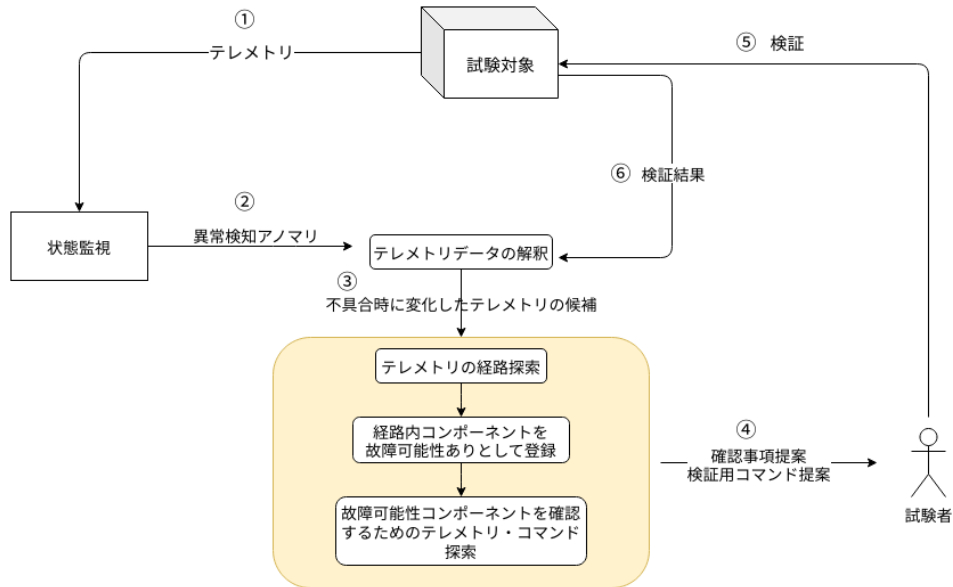 ①
テレメトリ
試験対象
⑤ 検証
⑥ 検証結果
②
異常検知アノマリ
状態監視
テレメトリデータの解釈
③
不具合時に変化したテレメトリの候補
テレメトリの経路探索
経路内コンポーネントを
故障可能性ありとして登録
④
確認事項提案
検証用コマンド提案
故障可能性コンポーネントを確認
するためのテレメトリ・コマンド
探索
試験者